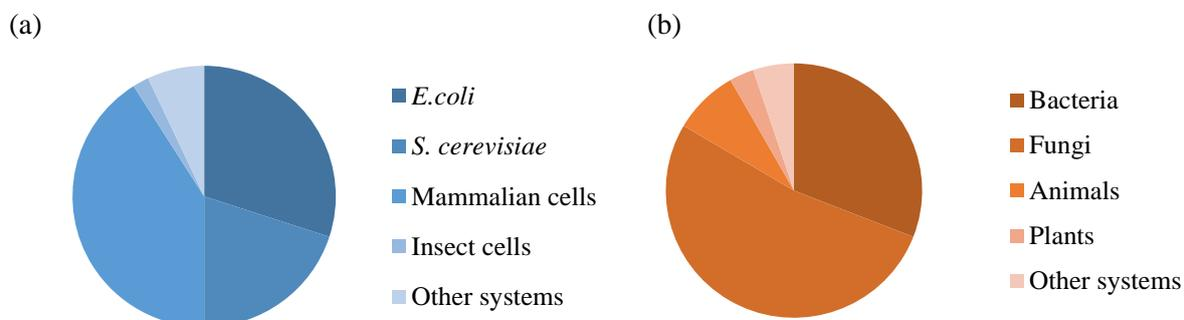 (a)
E.coli
S. cerevisiae
Mammalian cells
Insect cells
Other systems
(b)
Bacteria
Fungi
Animals
Plants
Other systems